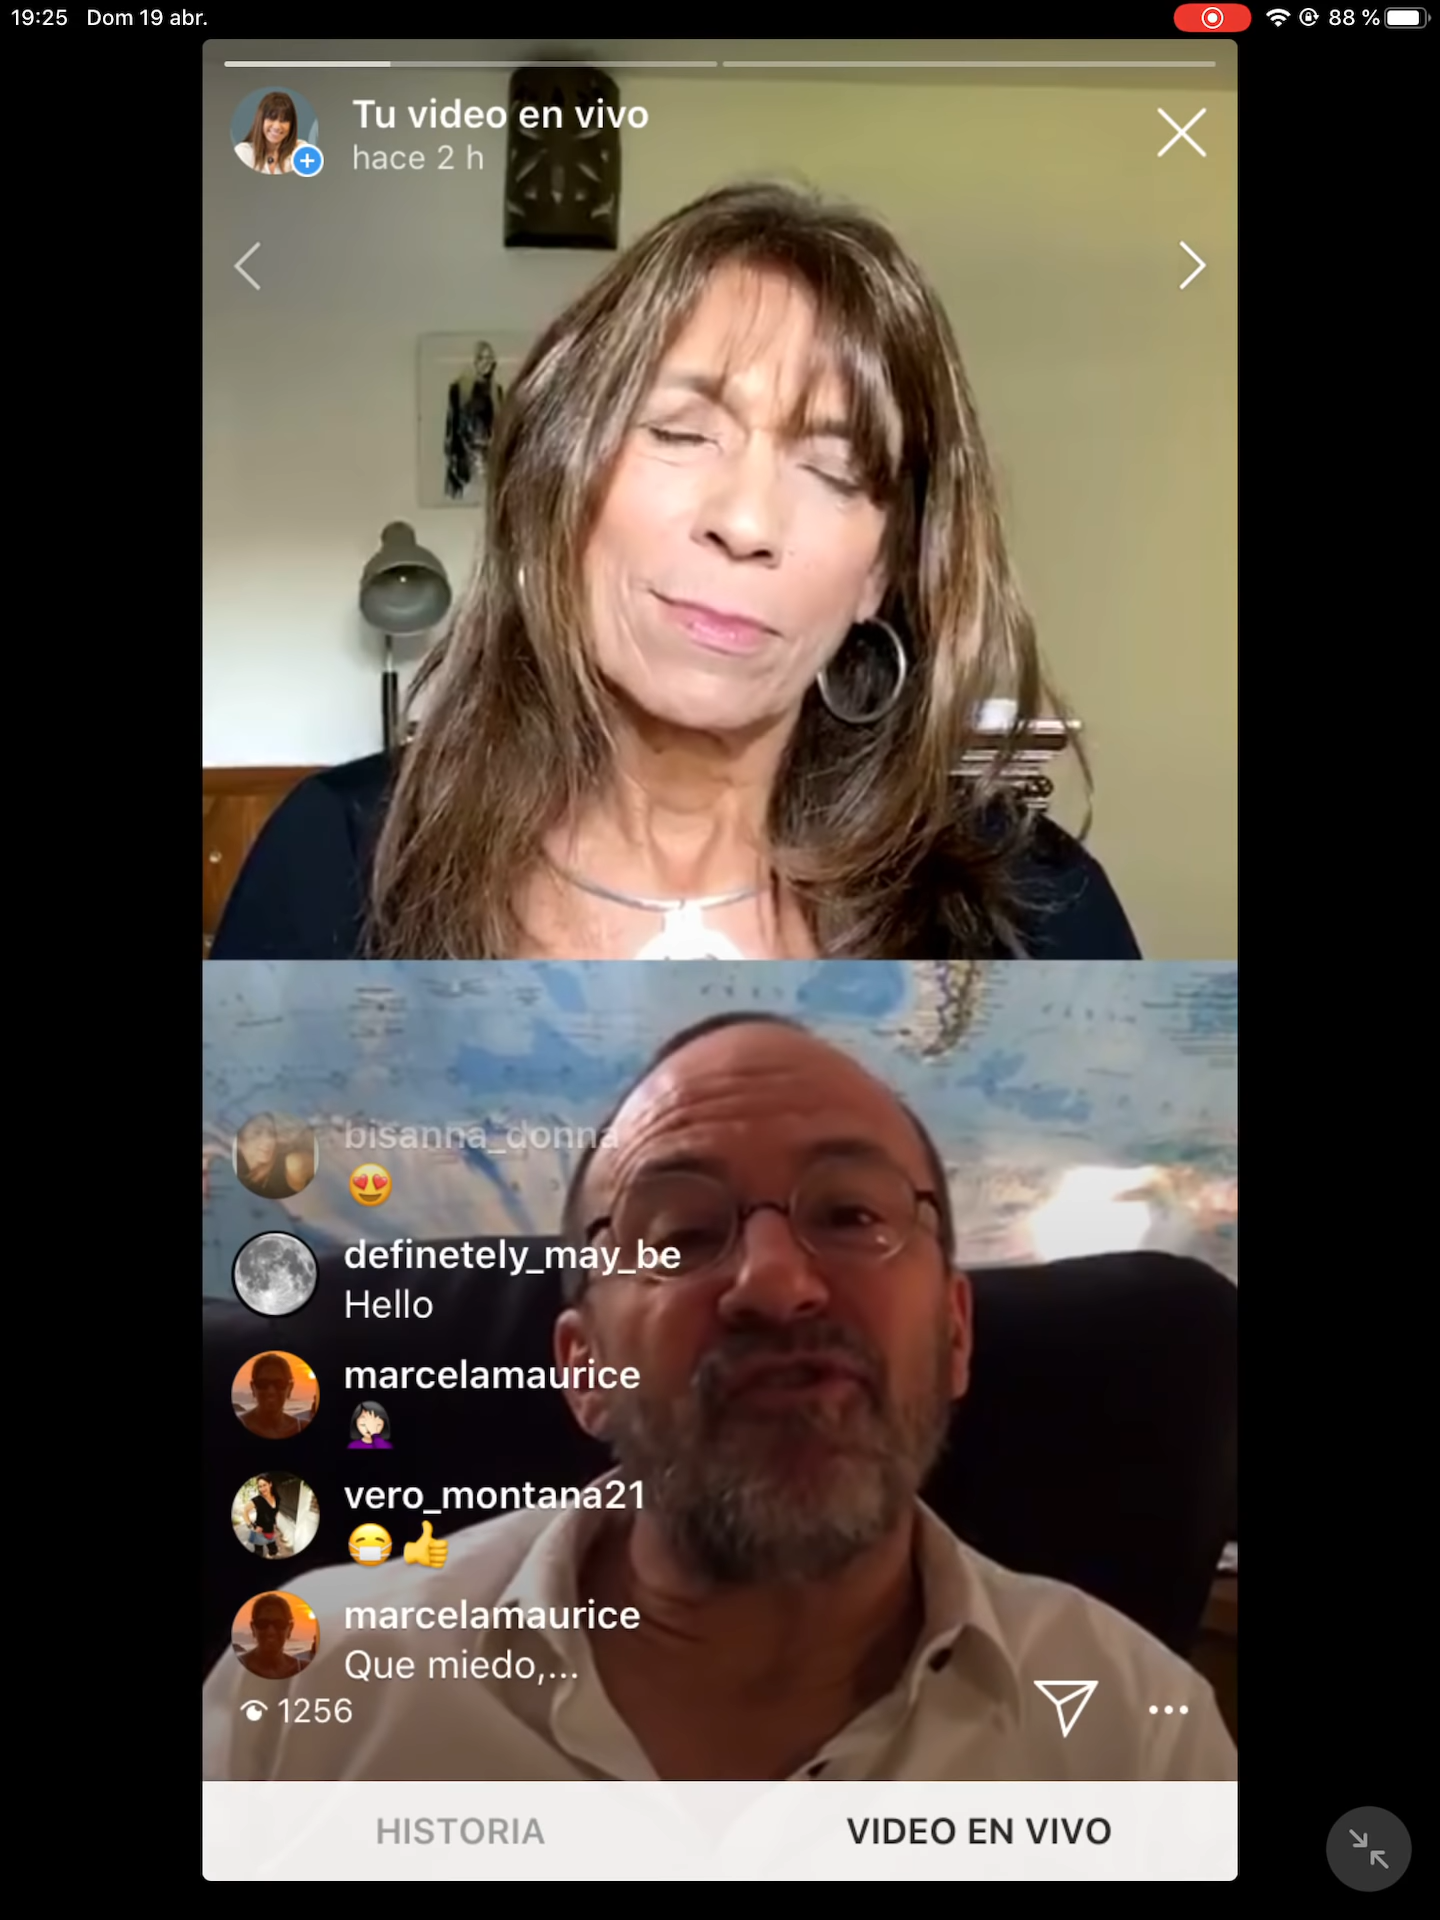 19:25 Dom 19 abr. 88 %
Tu video en vivo
hace 2 h
bisanna_donna
😍
definetely_may_be
Hello
marcelamaurice
🤦🏻‍♀️
vero_montana21
😷👍
marcelamaurice
Que miedo,...
1256
HISTORIA VIDEO EN VIVO